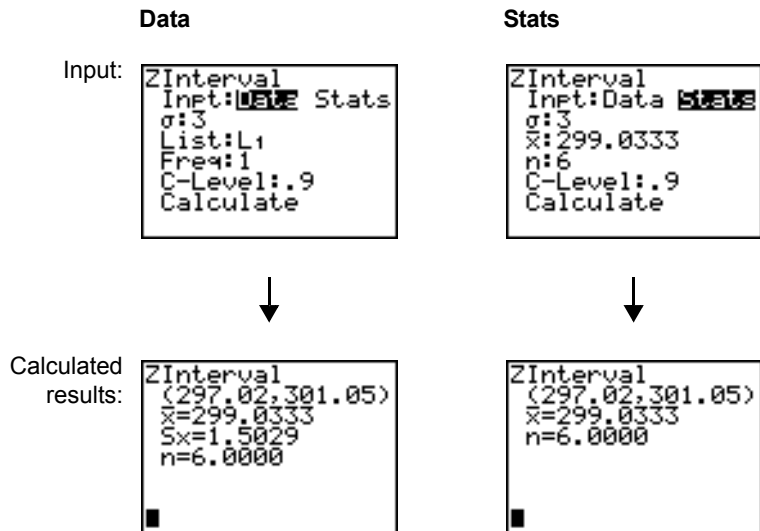 Data
Stats
Input:
ZInterval
Inpt:Data Stats
σ:3
List:L₁
Freq:1
C-Level:.9
Calculate
ZInterval
Inpt:Data Stats
σ:3
x̄:299.0333
n:6
C-Level:.9
Calculate
Calculated
results:
ZInterval
(297.02,301.05)
x̄=299.0333
Sx=1.5029
n=6.0000
ZInterval
(297.02,301.05)
x̄=299.0333
n=6.0000